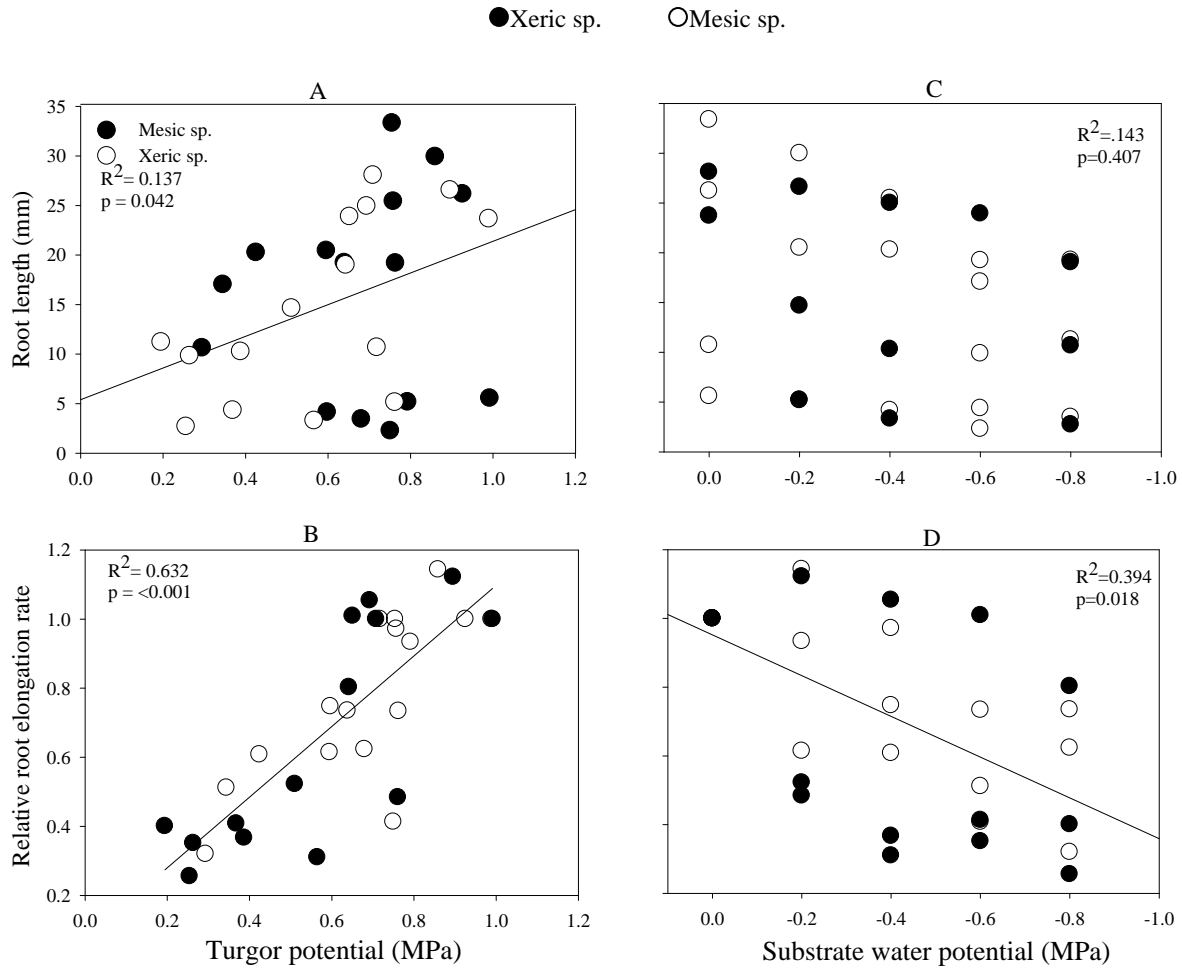 Xeric sp. Mesic sp.
A
35
30
25
20
15
10
5
0
Root length (mm)
Mesic sp.
Xeric sp.
R2= 0.137
p = 0.042
0.0 0.2 0.4 0.6 0.8 1.0 1.2
C
R2=.143
p=0.407
0.0 -0.2 -0.4 -0.6 -0.8 -1.0
B
1.2
1.0
0.8
0.6
0.4
0.2
Relative root elongation rate
R2= 0.632
p = <0.001
0.0 0.2 0.4 0.6 0.8 1.0 1.2
Turgor potential (MPa)
D
R2=0.394
p=0.018
0.0 -0.2 -0.4 -0.6 -0.8 -1.0
Substrate water potential (MPa)